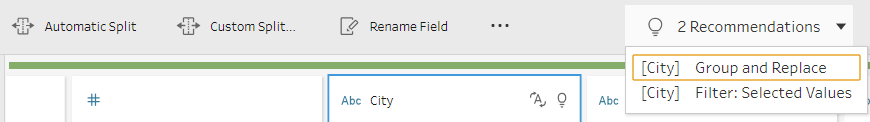 Automatic Split Custom Split... Rename Field ... 2 Recommendations
[City] Group and Replace
[City] Filter: Selected Values
# Abc City Abc